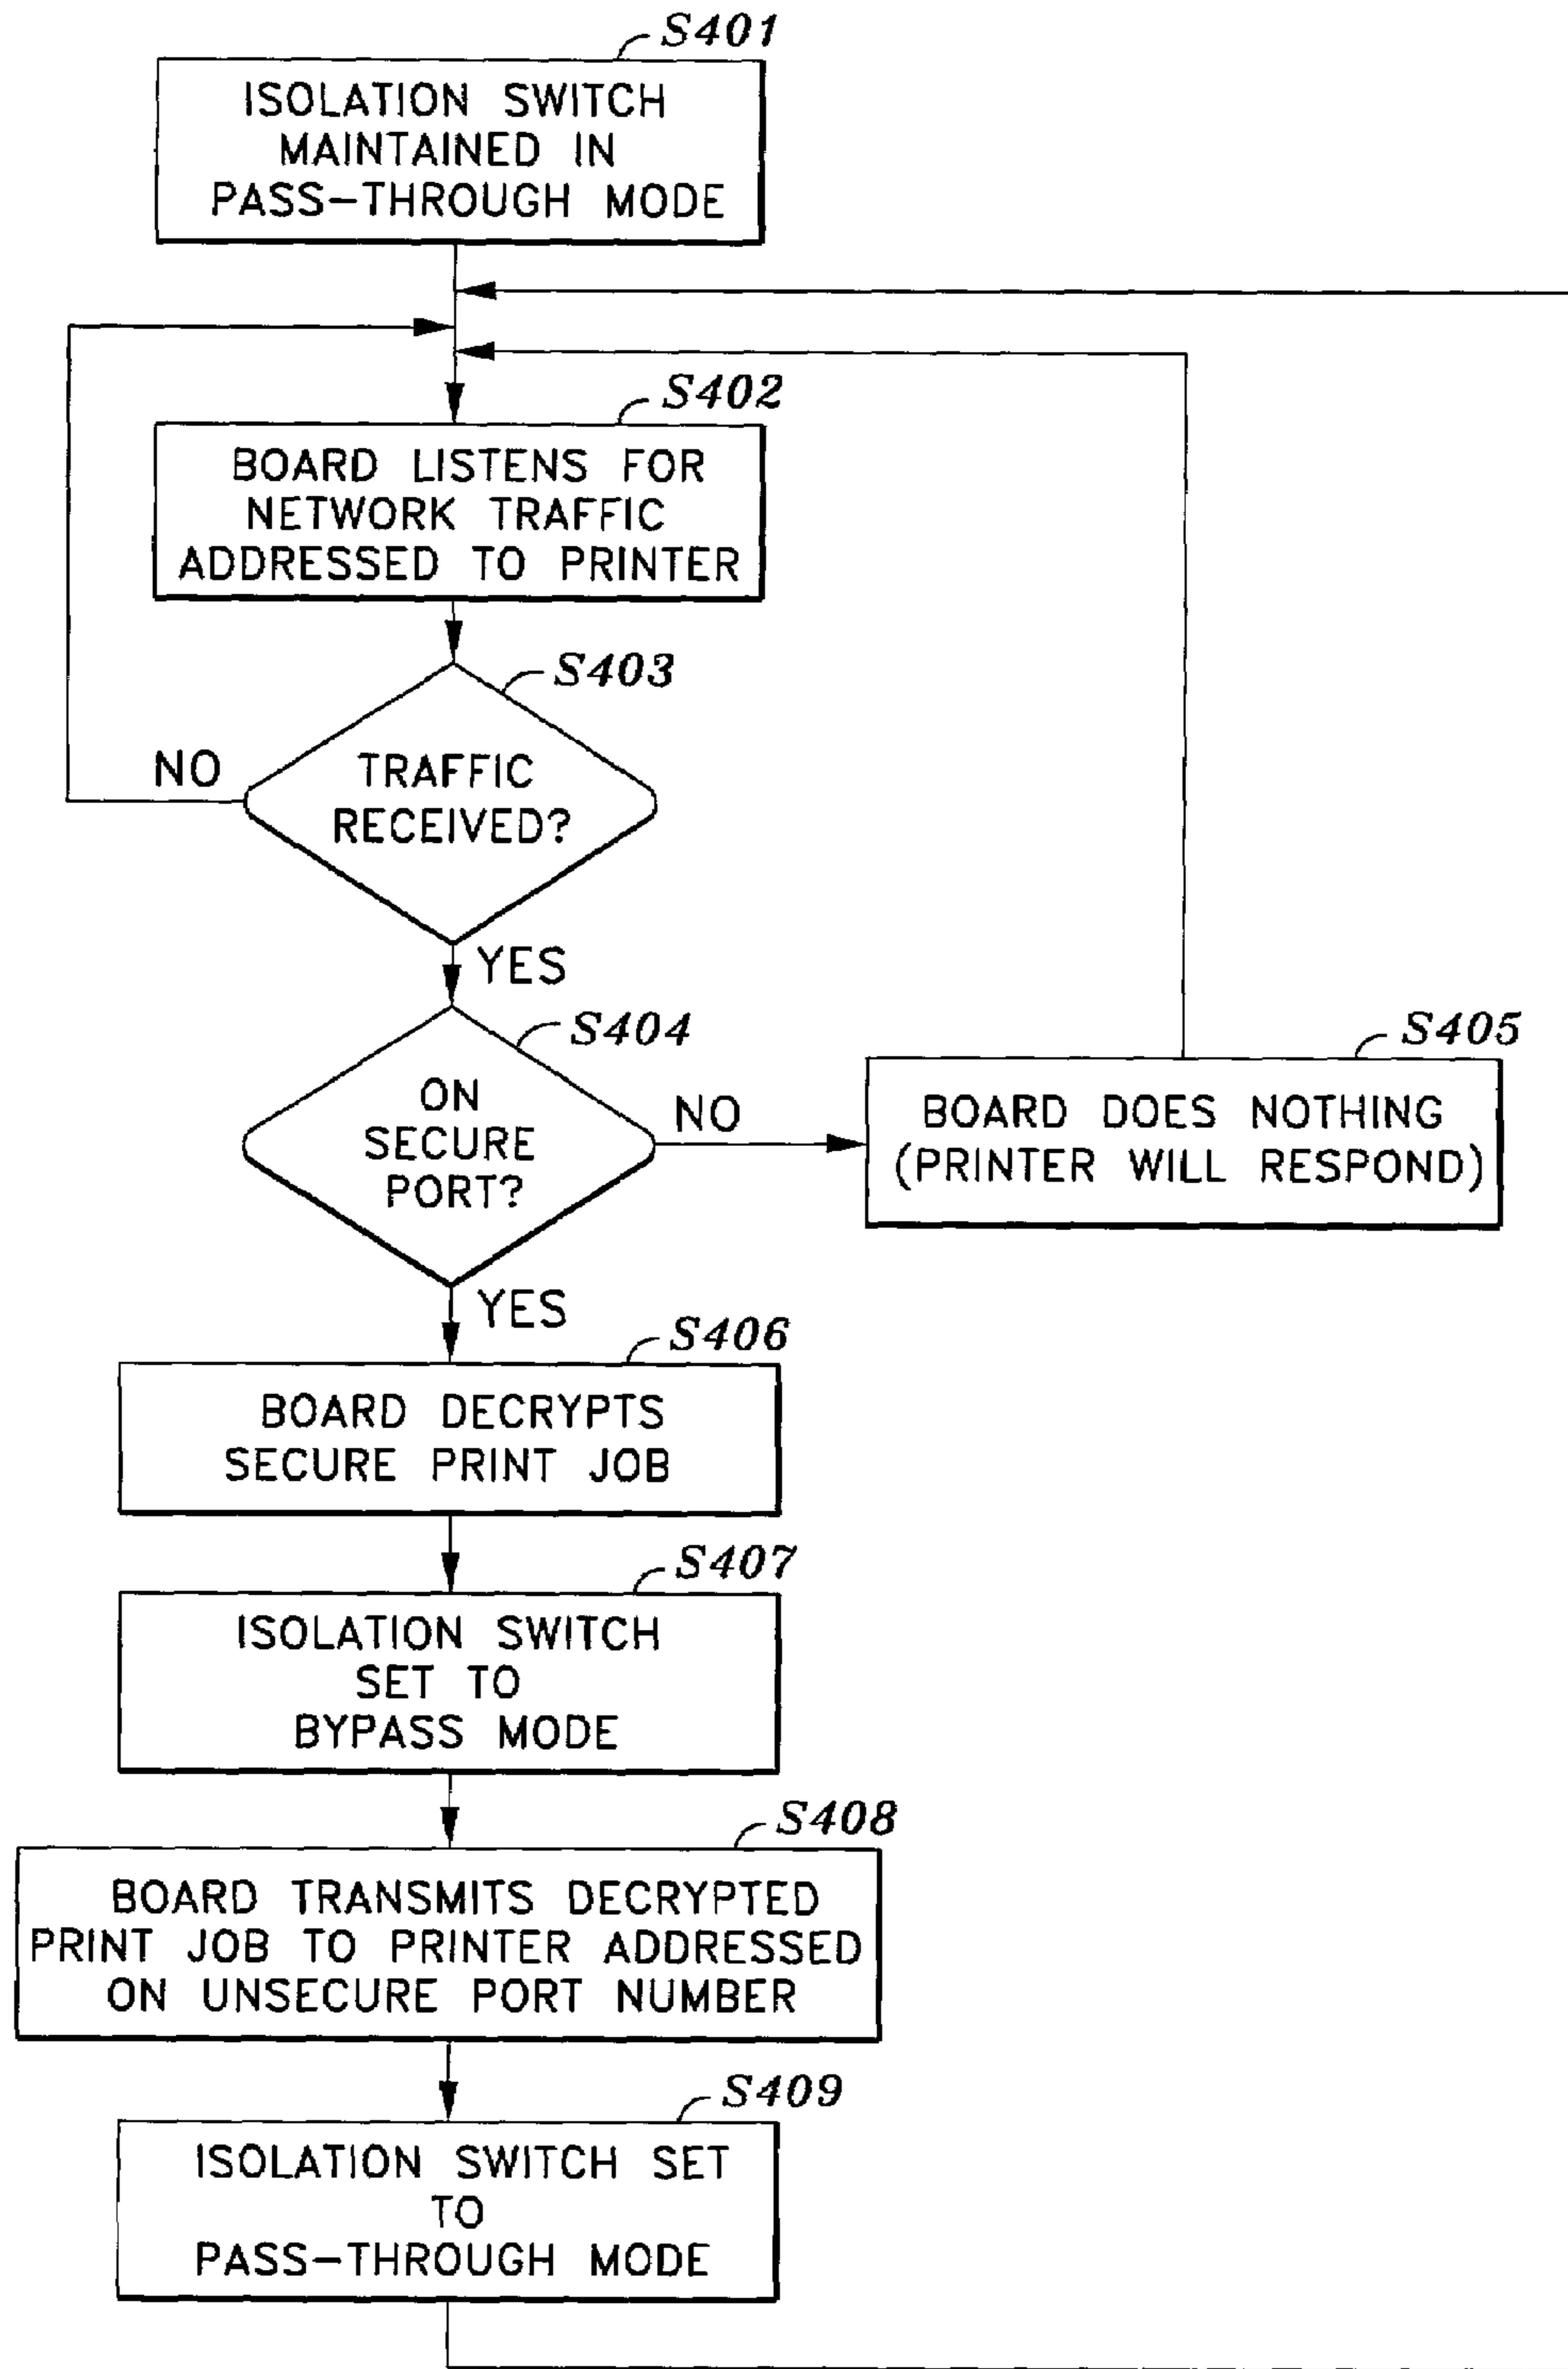 S401
ISOLATION SWITCH
MAINTAINED IN
PASS-THROUGH MODE
S402
BOARD LISTENS FOR
NETWORK TRAFFIC
ADDRESSED TO PRINTER
S403
NO
TRAFFIC
RECEIVED?
YES
S404
ON
SECURE
PORT?
NO
S405
BOARD DOES NOTHING
(PRINTER WILL RESPOND)
YES
S406
BOARD DECRYPTS
SECURE PRINT JOB
S407
ISOLATION SWITCH
SET TO
BYPASS MODE
S408
BOARD TRANSMITS DECRYPTED
PRINT JOB TO PRINTER ADDRESSED
ON UNSECURE PORT NUMBER
S409
ISOLATION SWITCH SET
TO
PASS-THROUGH MODE